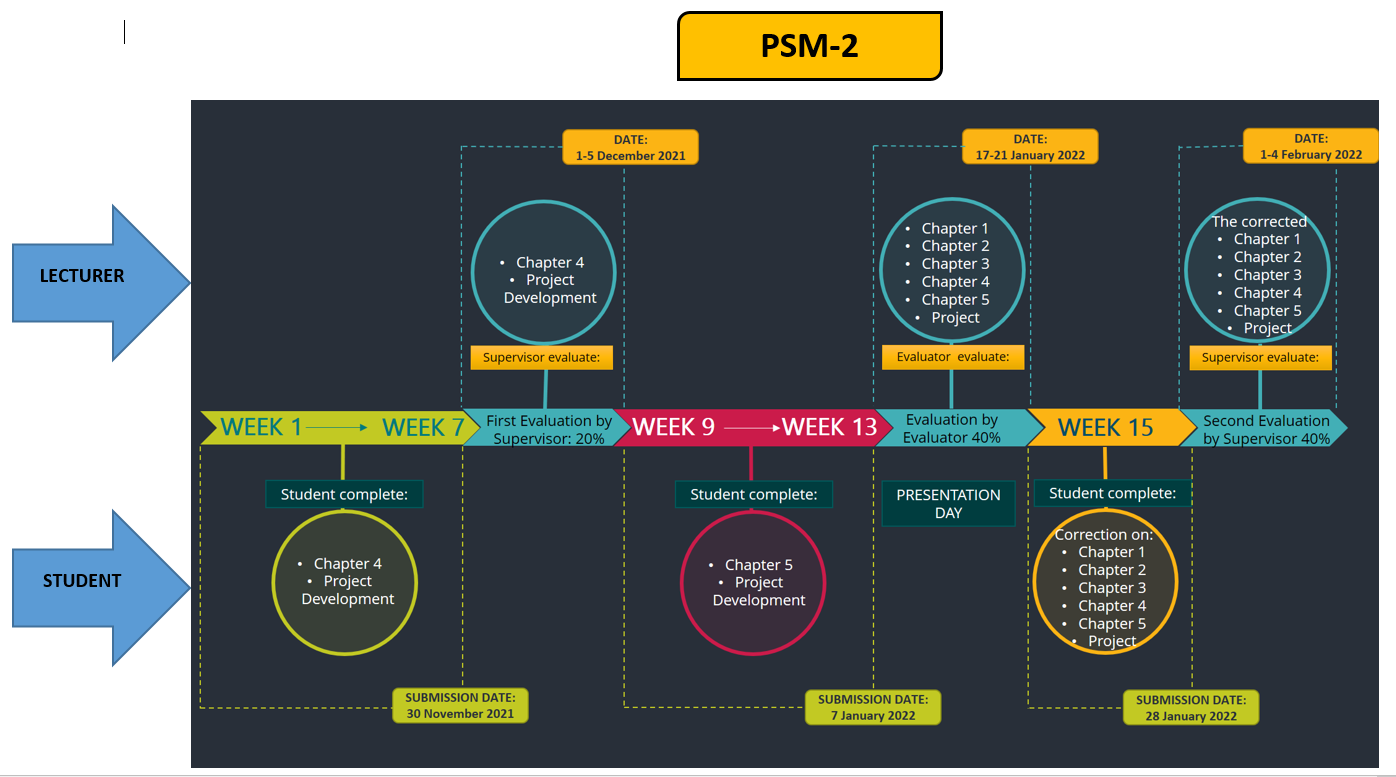 PSM-2
LECTURER
DATE:
1-5 December 2021
DATE:
17-21 January 2022
DATE:
1-4 February 2022
• Chapter 4
• Project
Development
• Chapter 1
• Chapter 2
• Chapter 3
• Chapter 4
• Chapter 5
• Project
The corrected
• Chapter 1
• Chapter 2
• Chapter 3
• Chapter 4
• Chapter 5
• Project
Supervisor evaluate:
Evaluator evaluate:
Supervisor evaluate:
WEEK 1 WEEK 7
First Evaluation by
Supervisor: 20%
WEEK 9 WEEK 13
Evaluation by
Evaluator 40%
WEEK 15
Second Evaluation
by Supervisor 40%
STUDENT
Student complete:
• Chapter 4
• Project
Development
SUBMISSION DATE:
30 November 2021
Student complete:
• Chapter 5
• Project
Development
SUBMISSION DATE:
7 January 2022
PRESENTATION
DAY
Student complete:
Correction on:
• Chapter 1
• Chapter 2
• Chapter 3
• Chapter 4
• Chapter 5
• Project
SUBMISSION DATE:
28 January 2022